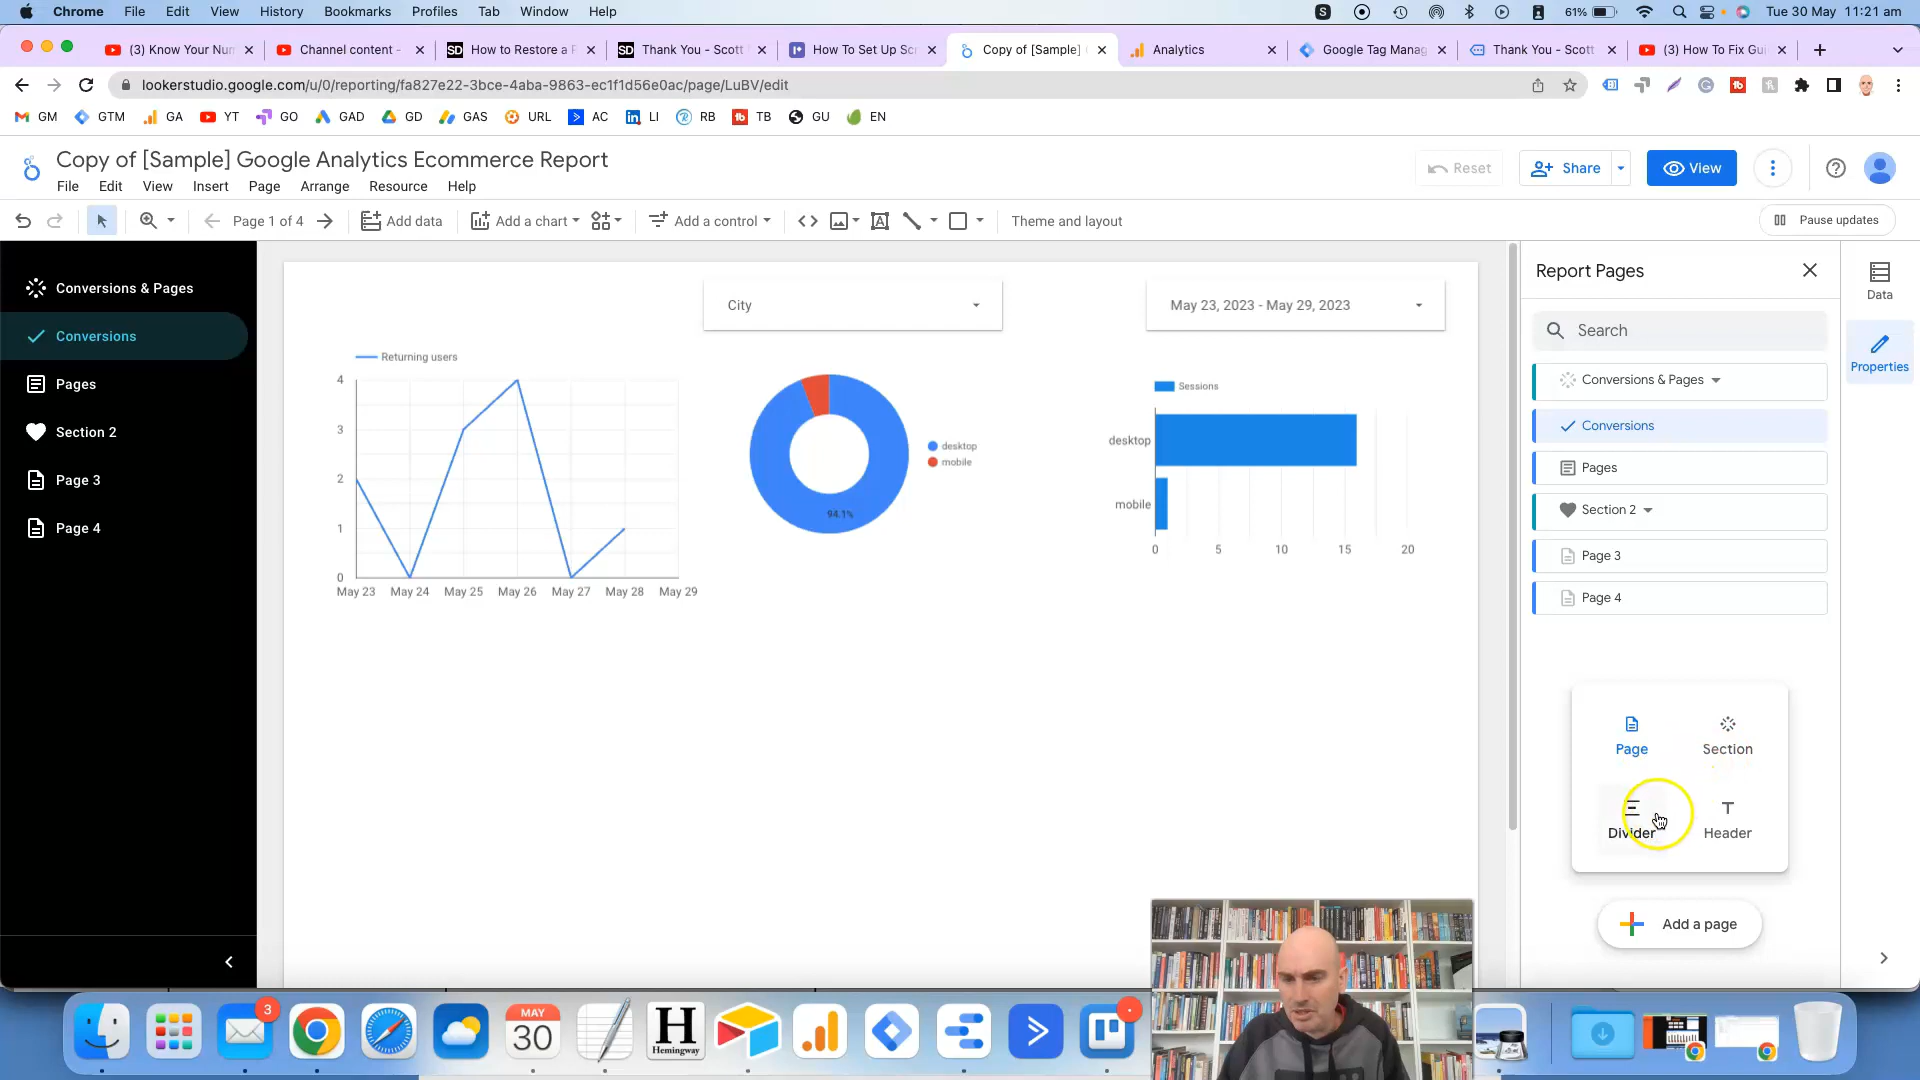 Chrome File Edit View History Bookmarks Profiles Tab Window Help
S 61% Tue 30 May 11:21 am
(3) Know Your Nu
Channel content -
SD How to Restore a F
SD Thank You - Scott
How To Set Up Scr
Copy of [Sample]
Analytics
Google Tag Manag
Thank You - Scott
(3) How To Fix Gu
lookerstudio.google.com/u/0/reporting/fa827e22-3bce-4aba-9863-ec1f1d56e0ac/page/LuBV/edit
GM GTM GA YT GO GAD GD GAS URL AC LI RB TB GU EN
Copy of [Sample] Google Analytics Ecommerce Report
File Edit View Insert Page Arrange Resource Help
Reset Share View
Page 1 of 4 Add data Add a chart Add a control Theme and layout Pause updates
Conversions & Pages
Conversions
Pages
Section 2
Page 3
Page 4
City
May 23, 2023 - May 29, 2023
Returning users
4
3
2
1
0
May 23 May 24 May 25 May 26 May 27 May 28 May 29
94.1%
desktop
mobile
Sessions
desktop
mobile
0 5 10 15 20
Report Pages
Search
Conversions & Pages
Conversions
Pages
Section 2
Page 3
Page 4
Page Section
Divider Header
Add a page
Data
Properties
3
MAY
30
H
Hemingway